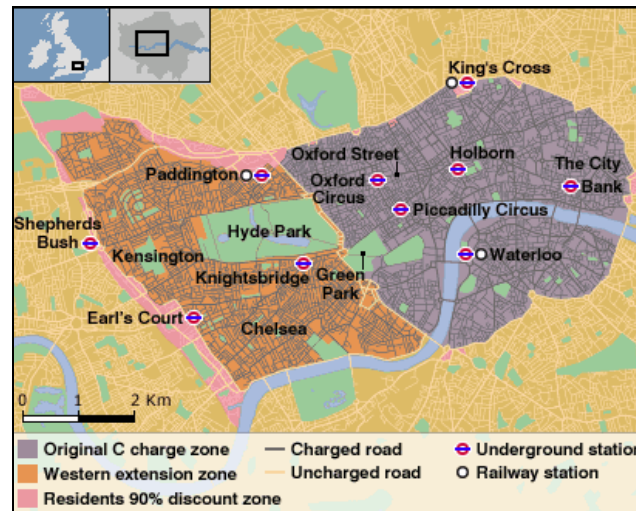 King's Cross
Oxford Street
Holborn
The City
Paddington
Oxford
Circus
Bank
Piccadilly Circus
Shepherds
Bush
Hyde Park
Kensington
Knightsbridge
Green
Park
Waterloo
Earl's Court
Chelsea
0 1 2 Km
Original C charge zone
Charged road
Underground station
Western extension zone
Uncharged road
Railway station
Residents 90% discount zone